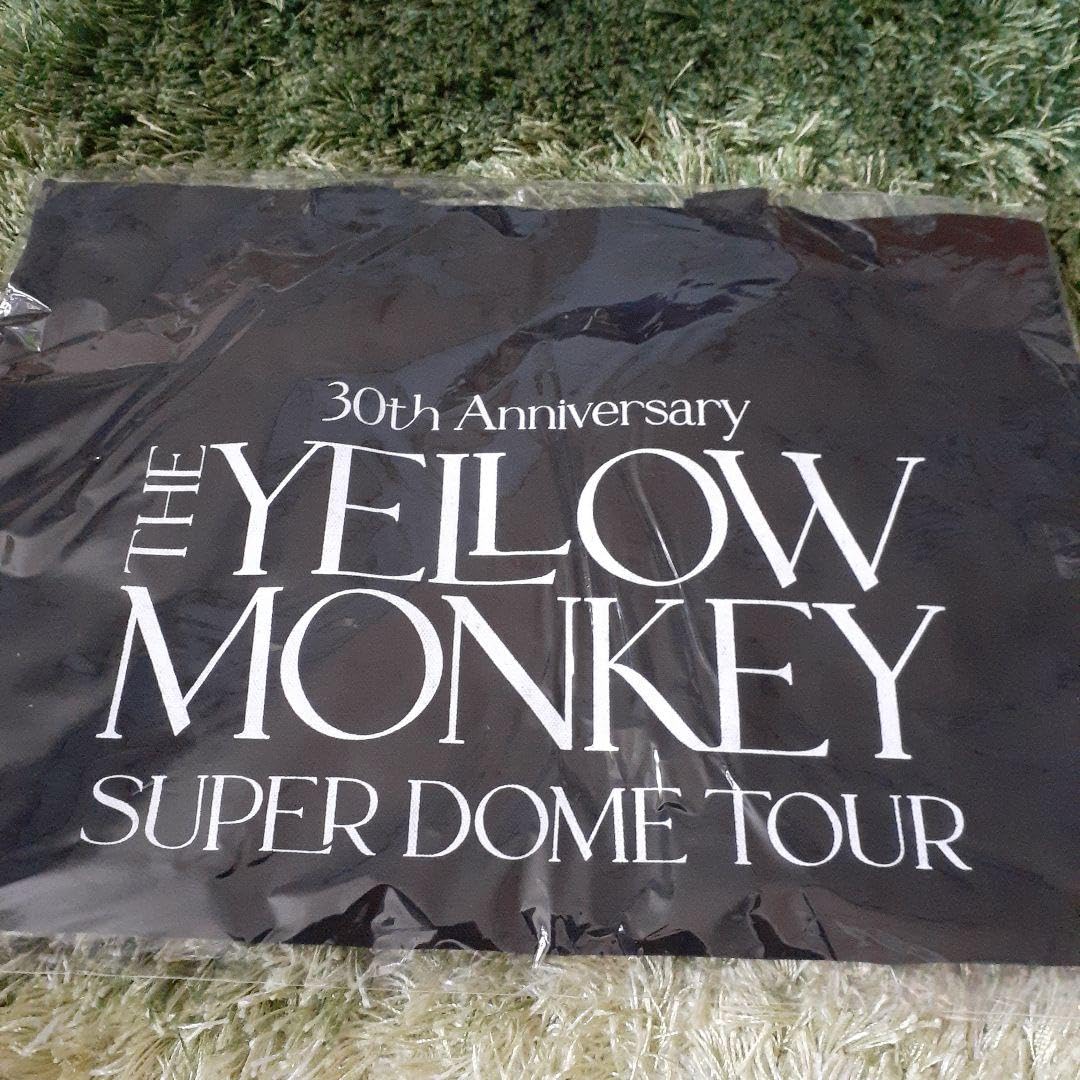 30th Anniversary
THE YELLOW
MONKEY
SUPER DOME TOUR